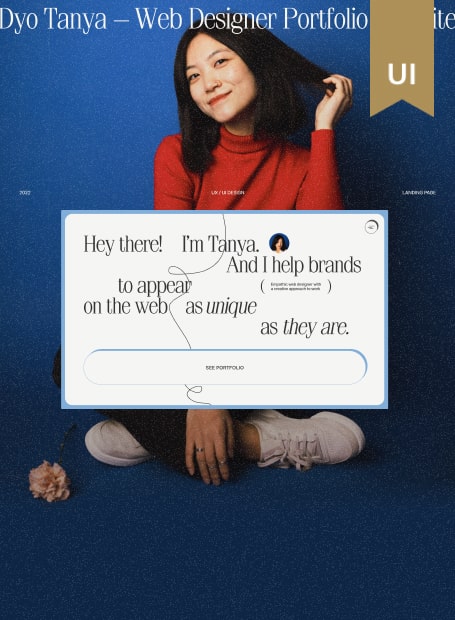 Dyo Tanya — Web Designer Portfolio
UI
2022
UX / UI DESIGN
LANDING PAGE
Hey there! I'm Tanya.
And I help brands
to appear
( Empathic web designer with
a creative approach to work )
on the web as unique
as they are.
SEE PORTFOLIO